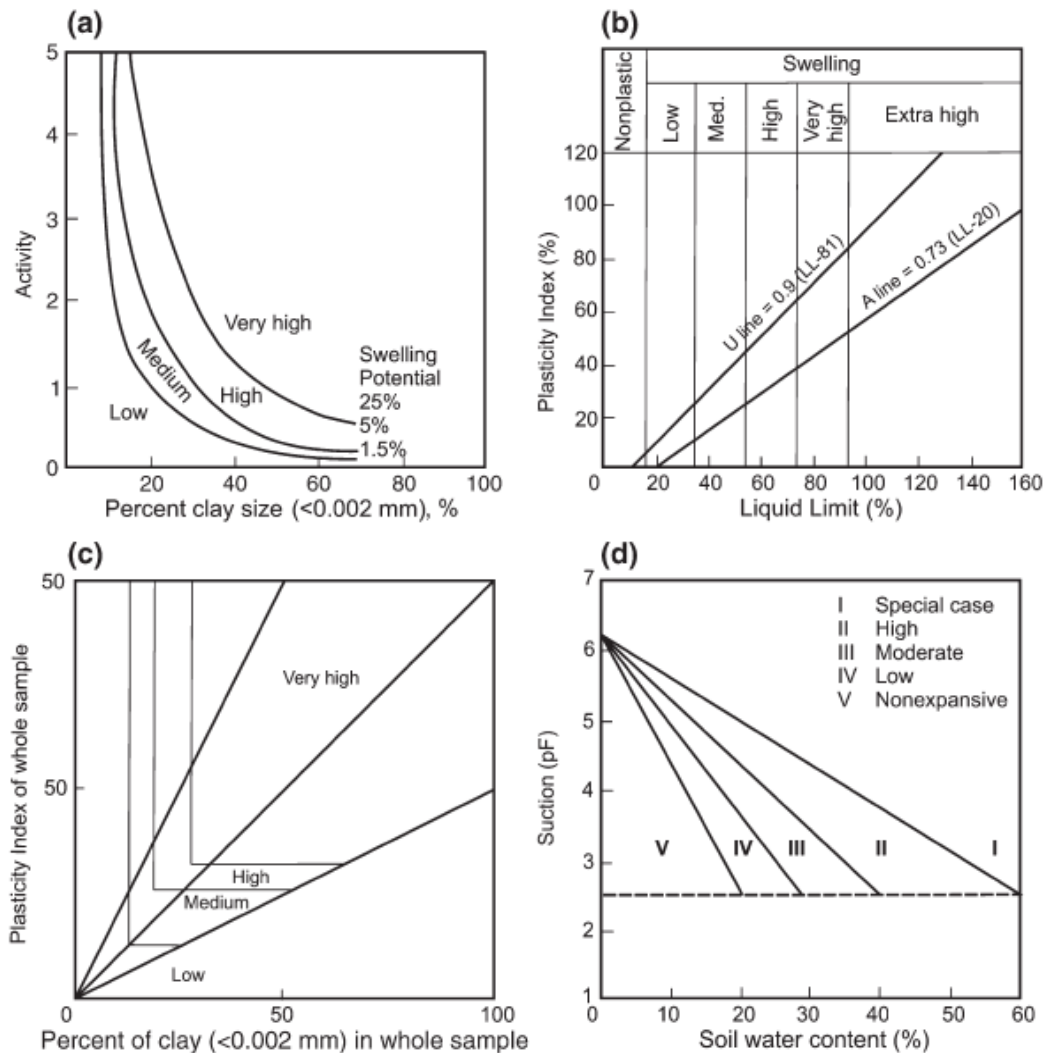 (a)
5
4
3
2
1
0
Activity
Very high
Medium
High
Low
Swelling
Potential
25%
5%
1.5%
20
40
60
80
100
Percent clay size (<0.002 mm), %
(b)
Nonplastic
Swelling
Low
Med.
High
Very
high
Extra high
120
100
80
60
40
20
Plasticity Index (%)
U line = 0.9 (LL-81)
A line = 0.73 (LL-20)
0
20
40
60
80
100
120
140
160
Liquid Limit (%)
(c)
50
50
Plasticity Index of whole sample
Very high
High
Medium
Low
0
50
100
Percent of clay (<0.002 mm) in whole sample
(d)
7
6
5
4
3
2
1
Suction (pF)
I Special case
II High
III Moderate
IV Low
V Nonexpansive
V
IV
III
II
I
0
10
20
30
40
50
60
Soil water content (%)